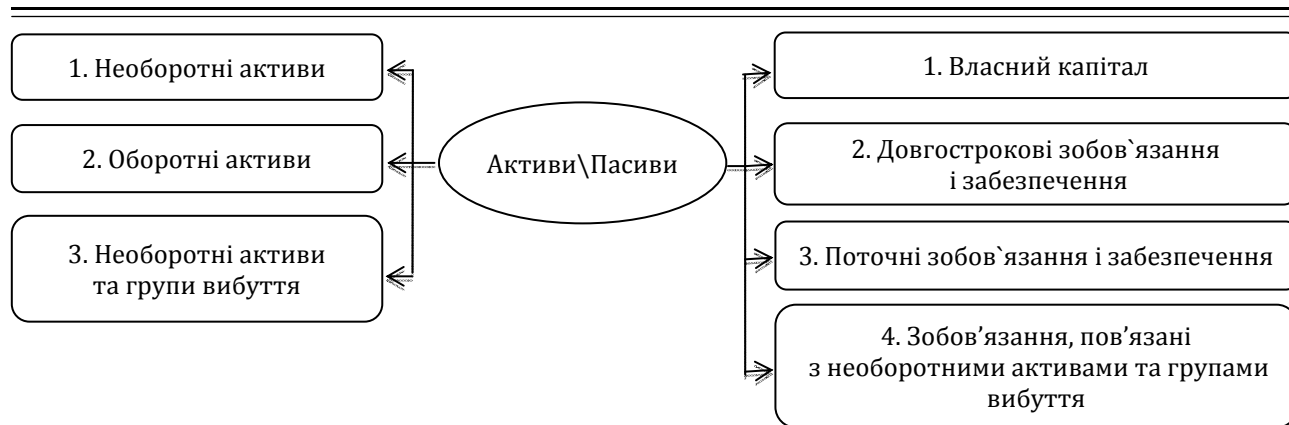 1. Необоротні активи
2. Оборотні активи
3. Необоротні активи
та групи вибуття
Активи\Пасиви
1. Власний капітал
2. Довгострокові зобов`язання
і забезпечення
3. Поточні зобов`язання і забезпечення
4. Зобов’язання, пов’язані
з необоротними активами та групами
вибуття